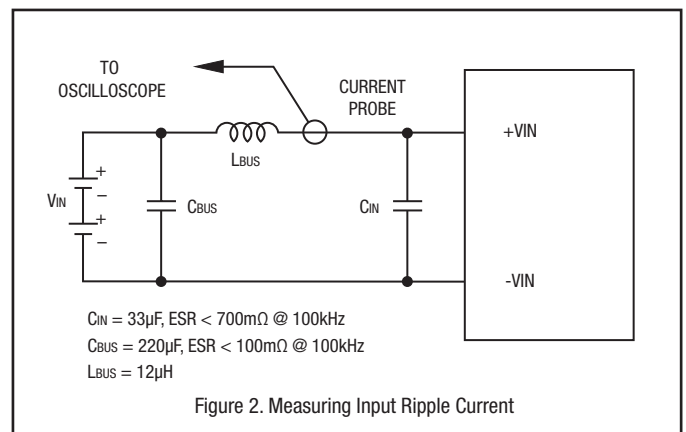 TO
OSCILLOSCOPE
CURRENT
PROBE
+VIN
LBUS
VIN
+
−
+
−
CBUS
CIN
-VIN
CIN = 33µF, ESR < 700mΩ @ 100kHz
CBUS = 220µF, ESR < 100mΩ @ 100kHz
LBUS = 12µH
Figure 2. Measuring Input Ripple Current